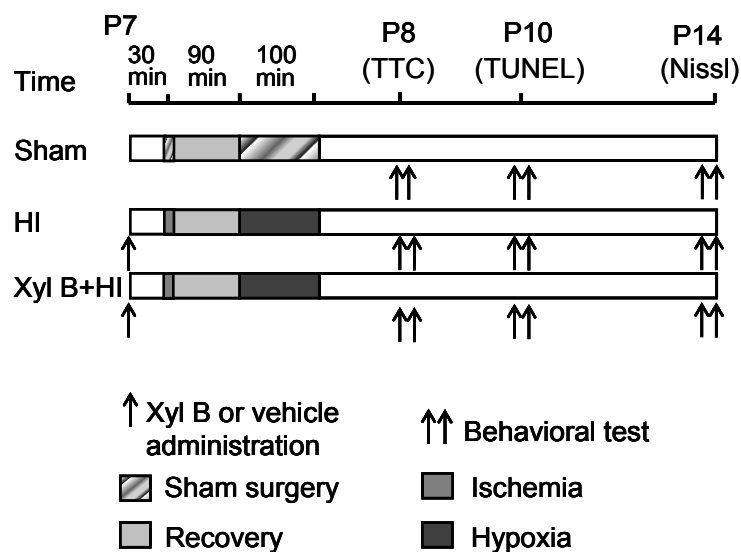 P7
30 min
90 min
100 min
P8 (TTC)
P10 (TUNEL)
P14 (Nissl)
Time
Sham
HI
Xyl B+HI
Xyl B or vehicle
administration
Behavioral test
Sham surgery
Ischemia
Recovery
Hypoxia